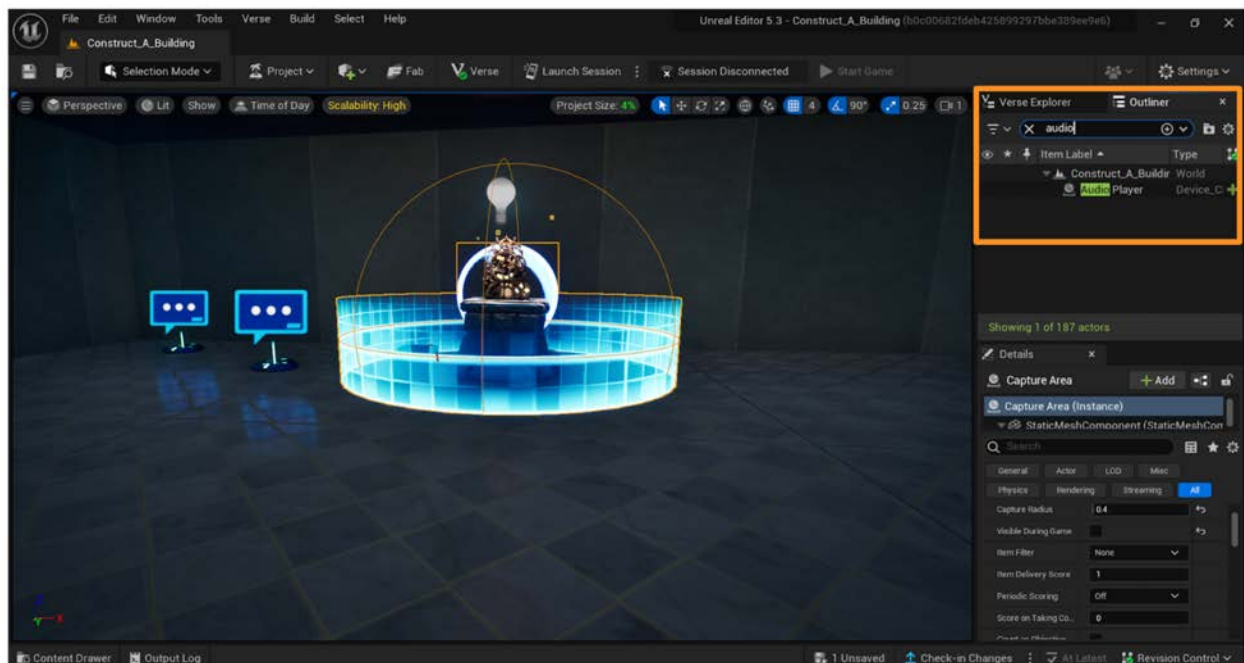 File Edit Window Tools Verse Build Select Help Unreal Editor 5.3 - Construct_A_Building (b0c00682fdeb425899297bbe389ee9e6)
Construct_A_Building
Selection Mode Project Fab Verse Launch Session Session Disconnected Start Game Settings
Perspective Lit Show Time of Day Scalability: High Project Size: 4% 4 90° 0.25 1
Verse Explorer Outliner
audio
Item Label Type
Construct_A_Buildir World
Audio Player Device_C
Showing 1 of 187 actors
Details
Capture Area Add
Capture Area (Instance)
StaticMeshComponent (StaticMeshCom
Search
General Actor LOD Misc
Physics Rendering Streaming All
Capture Radius 0.4
Visible During Game
Item Filter None
Item Delivery Score 1
Periodic Scoring Off
Score on Taking Co... 0
Content Drawer Output Log 1 Unsaved Check-in Changes At Latest Revision Control